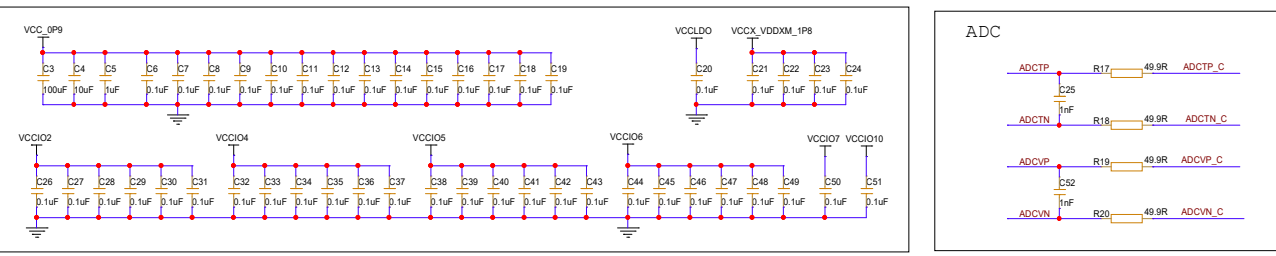 VCC_0P9 VCCLDO VCCX_VDDXM_1P8
C3 C4 C5 C6 C7 C8 C9 C10 C11 C12 C13 C14 C15 C16 C17 C18 C19 C20 C21 C22 C23 C24
100uF 10uF 1uF 0.1uF 0.1uF 0.1uF 0.1uF 0.1uF 0.1uF 0.1uF 0.1uF 0.1uF 0.1uF 0.1uF 0.1uF 0.1uF 0.1uF 0.1uF 0.1uF 0.1uF 0.1uF 0.1uF
VCCIO2 VCCIO4 VCCIO5 VCCIO6 VCCIO7 VCCIO10
C26 C27 C28 C29 C30 C31 C32 C33 C34 C35 C36 C37 C38 C39 C40 C41 C42 C43 C44 C45 C46 C47 C48 C49 C50 C51
0.1uF 0.1uF 0.1uF 0.1uF 0.1uF 0.1uF 0.1uF 0.1uF 0.1uF 0.1uF 0.1uF 0.1uF 0.1uF 0.1uF 0.1uF 0.1uF 0.1uF 0.1uF 0.1uF 0.1uF 0.1uF 0.1uF 0.1uF 0.1uF 0.1uF 0.1uF
ADC
ADCTP R17 49.9R ADCTP_C
C25
1nF
ADCTN R18 49.9R ADCTN_C
ADCVP R19 49.9R ADCVP_C
C52
1nF
ADCVN R20 49.9R ADCVN_C